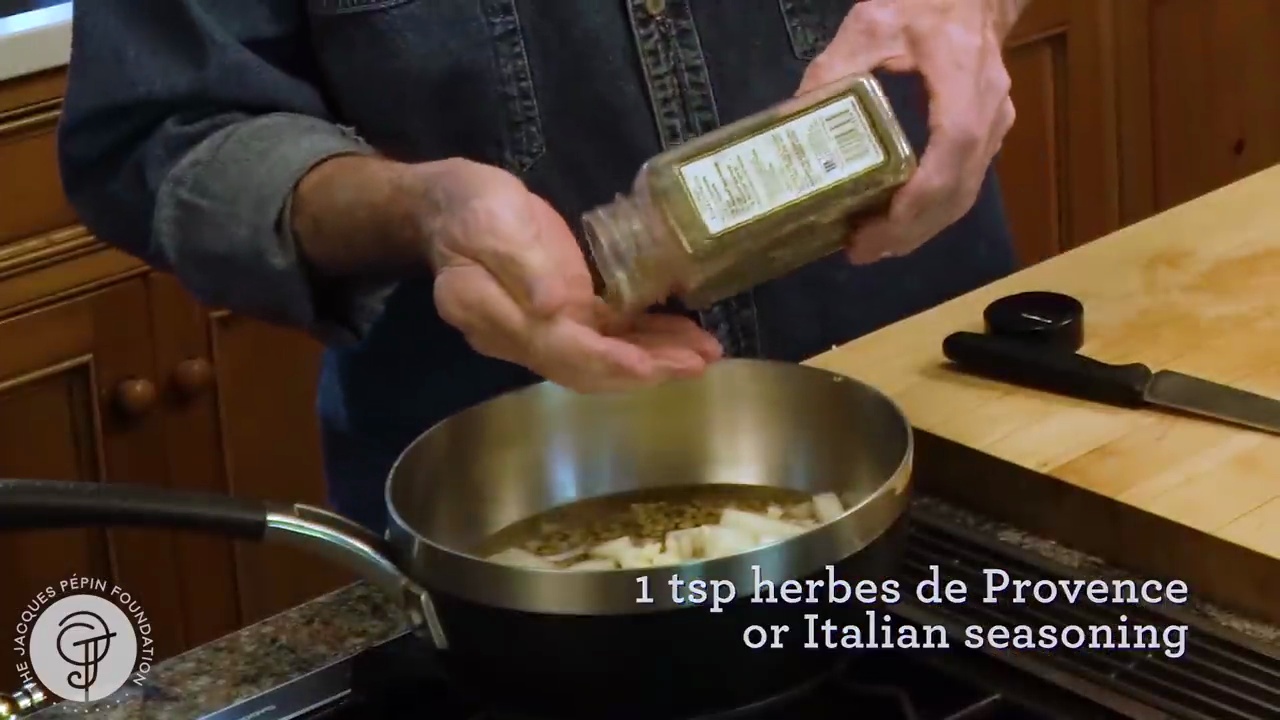 1 tsp herbes de Provence
or Italian seasoning
THE JACQUES PÉPIN FOUNDATION